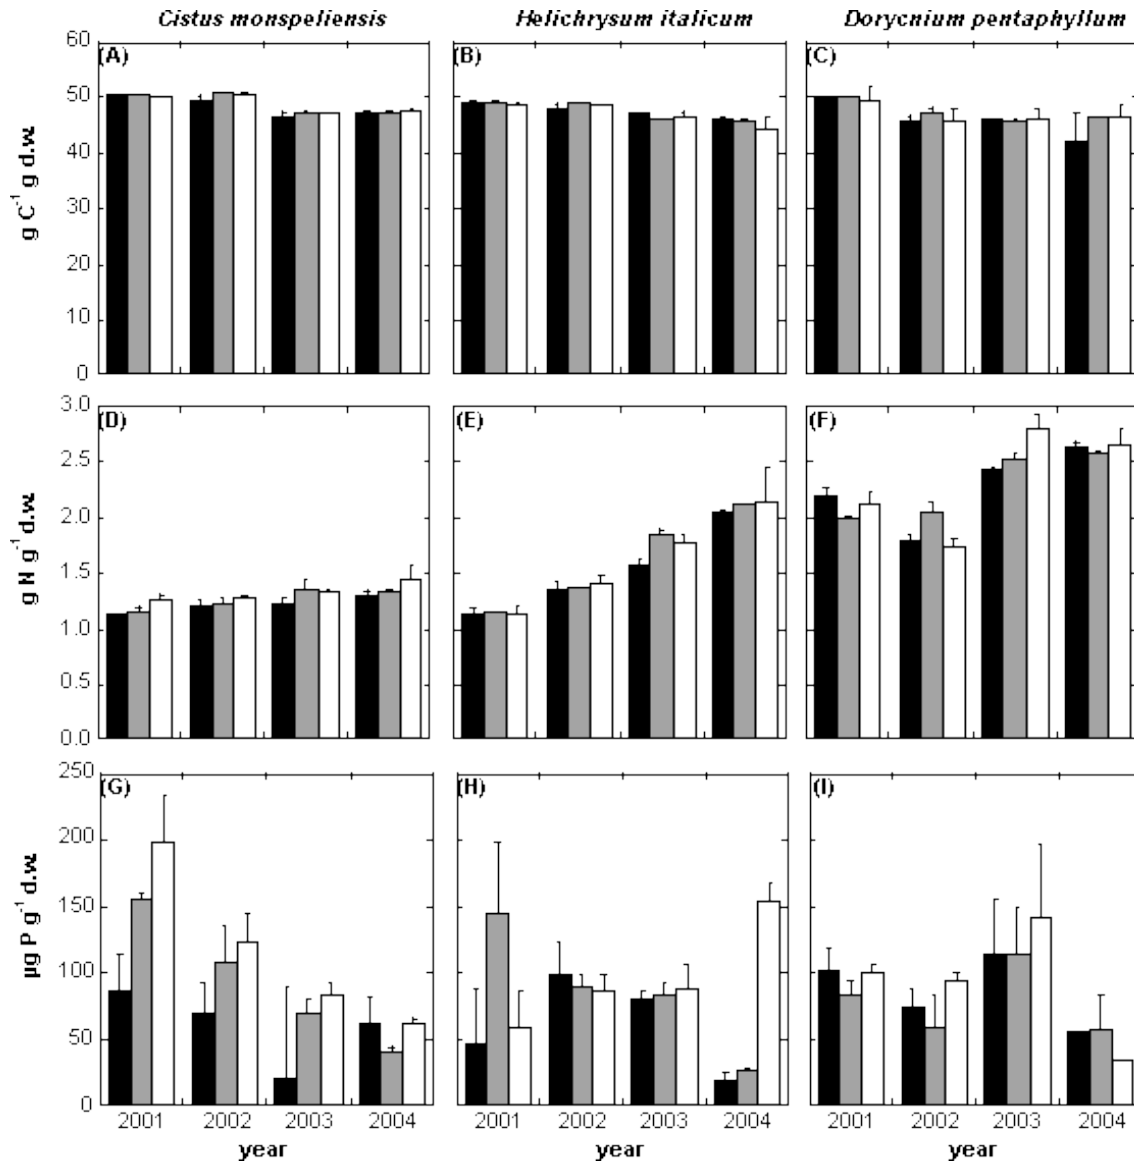 Cistus monspeliensis Helichrysum italicum Dorycnium pentaphyllum
(A) (B) (C)
60
50
40
30
20
10
0
g C⁻¹ g d.w.
(D) (E) (F)
3.0
2.5
2.0
1.5
1.0
0.5
0.0
g N g⁻¹ d.w.
(G) (H) (I)
250
200
150
100
50
0
µg P g⁻¹ d.w.
2001 2002 2003 2004 2001 2002 2003 2004 2001 2002 2003 2004
year year year